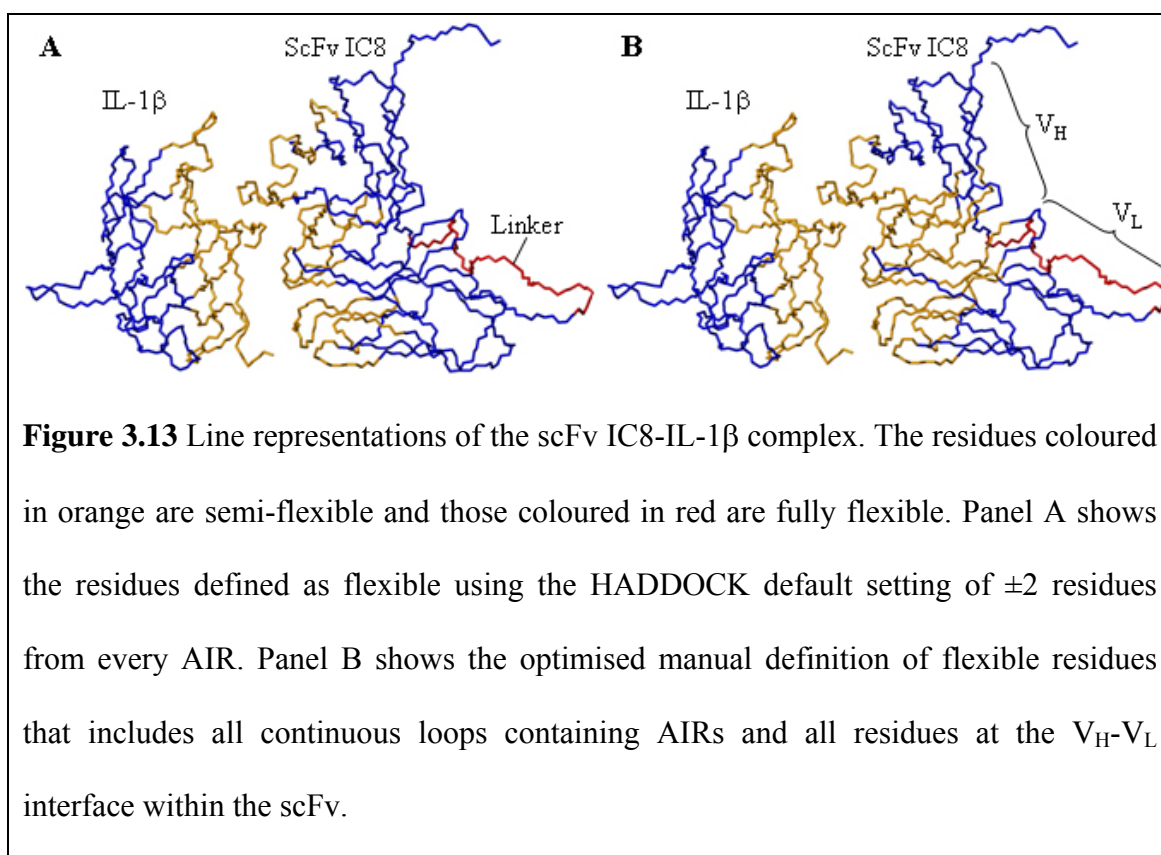 A
ScFv IC8
IL-1β
Linker
B
ScFv IC8
IL-1β
V_H
V_L
Figure 3.13 Line representations of the scFv IC8-IL-1β complex. The residues coloured
in orange are semi-flexible and those coloured in red are fully flexible. Panel A shows
the residues defined as flexible using the HADDOCK default setting of ±2 residues
from every AIR. Panel B shows the optimised manual definition of flexible residues
that includes all continuous loops containing AIRs and all residues at the V_H-V_L
interface within the scFv.